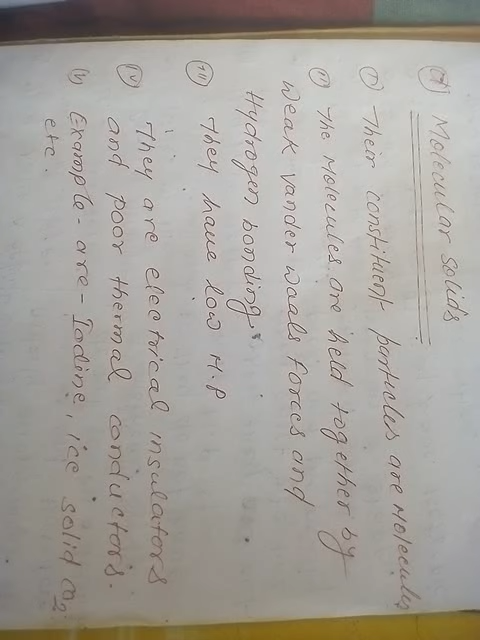 (d) Molecular Solids
(i) Their constituent particles are molecules
(ii) The Molecules are held together by
weak vander waals forces and
Hydrogen bonding.
(iii) They have low M.P
(iv) They are electrical insulators
and poor thermal conductors.
(v) Example- are - Iodine, ice solid CO2
etc.